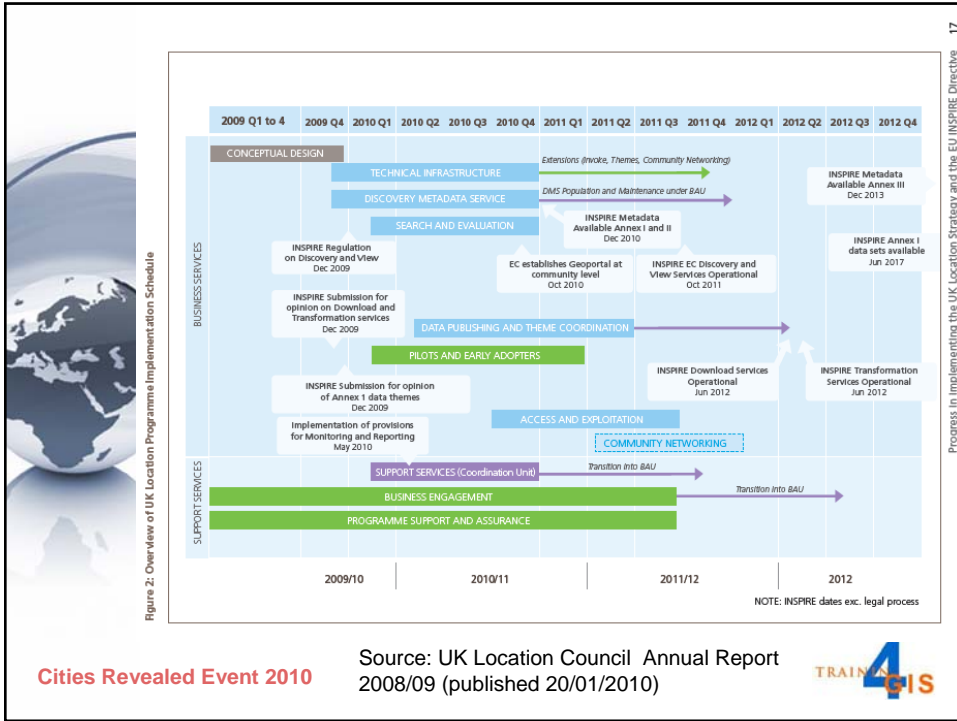 Progress in Implementing the UK Location Strategy and the EU INSPIRE Directive 17
Figure 2: Overview of UK Location Programme Implementation Schedule
2009 Q1 to 4 2009 Q4 2010 Q1 2010 Q2 2010 Q3 2010 Q4 2011 Q1 2011 Q2 2011 Q3 2011 Q4 2012 Q1 2012 Q2 2012 Q3 2012 Q4
BUSINESS SERVICES
CONCEPTUAL DESIGN
TECHNICAL INFRASTRUCTURE
Extensions (Invoke, Themes, Community Networking)
DISCOVERY METADATA SERVICE
DMS Population and Maintenance under BAU
INSPIRE Metadata
Available Annex III
Dec 2013
SEARCH AND EVALUATION
INSPIRE Metadata
Available Annex I and II
Dec 2010
INSPIRE Regulation
on Discovery and View
Dec 2009
EC establishes Geoportal at
community level
Oct 2010
INSPIRE EC Discovery and
View Services Operational
Oct 2011
INSPIRE Annex I
data sets available
Jun 2017
INSPIRE Submission for
opinion on Download and
Transformation services
Dec 2009
DATA PUBLISHING AND THEME COORDINATION
PILOTS AND EARLY ADOPTERS
INSPIRE Download Services
Operational
Jun 2012
INSPIRE Transformation
Services Operational
Jun 2012
INSPIRE Submission for opinion
of Annex 1 data themes
Dec 2009
ACCESS AND EXPLOITATION
Implementation of provisions
for Monitoring and Reporting
May 2010
COMMUNITY NETWORKING
SUPPORT SERVICES
SUPPORT SERVICES (Coordination Unit)
Transition into BAU
BUSINESS ENGAGEMENT
Transition into BAU
PROGRAMME SUPPORT AND ASSURANCE
2009/10 2010/11 2011/12 2012
NOTE: INSPIRE dates exc. legal process
Cities Revealed Event 2010
Source: UK Location Council Annual Report
2008/09 (published 20/01/2010)
TRAININ4GIS